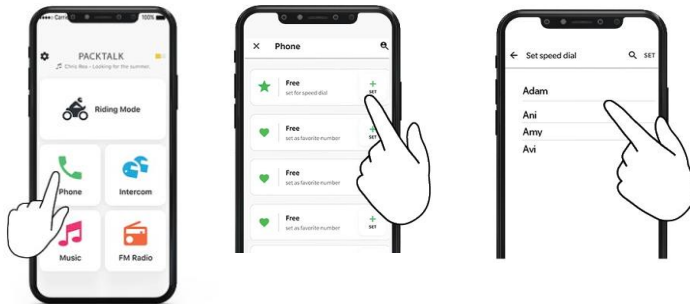 100%
PACKTALK
Chris Rea - Looking for the summer
Riding Mode
Phone
Intercom
Music
FM Radio
Phone
Free
set for speed dial
SET
Free
set as favorite number
Free
set as favorite number
Free
set as favorite number
SET
Set speed dial
SET
Adam
Ani
Amy
Avi